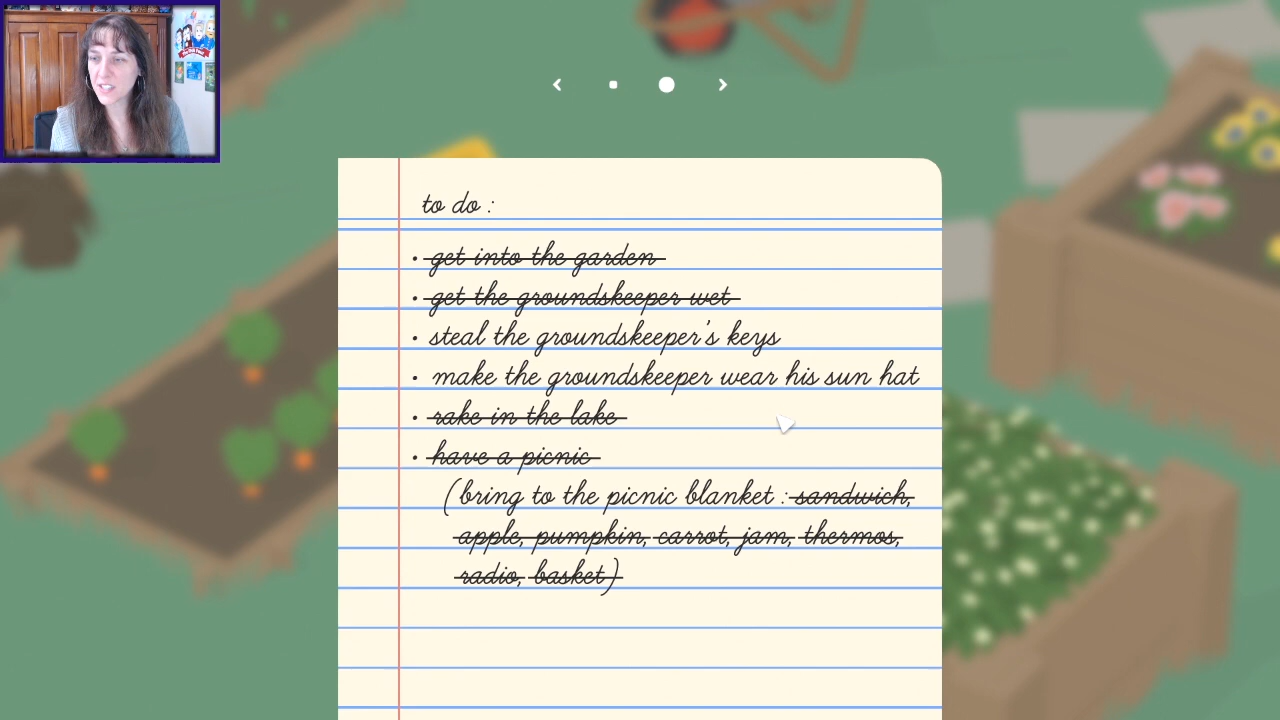 to do :
• get into the garden
• get the groundskeeper wet
• steal the groundskeeper's keys
• make the groundskeeper wear his sun hat
• rake in the lake
• have a picnic
(bring to the picnic blanket : sandwich,
apple, pumpkin, carrot, jam, thermos,
radio, basket)